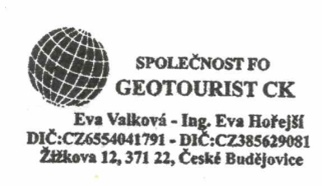 SPOLEČNOST FO
GEOTOURIST CK
Eva Valková - Ing. Eva Hořejší
DIČ:CZ6554041791 - DIČ:CZ385629081
Žižkova 12, 371 22, České Budějovice